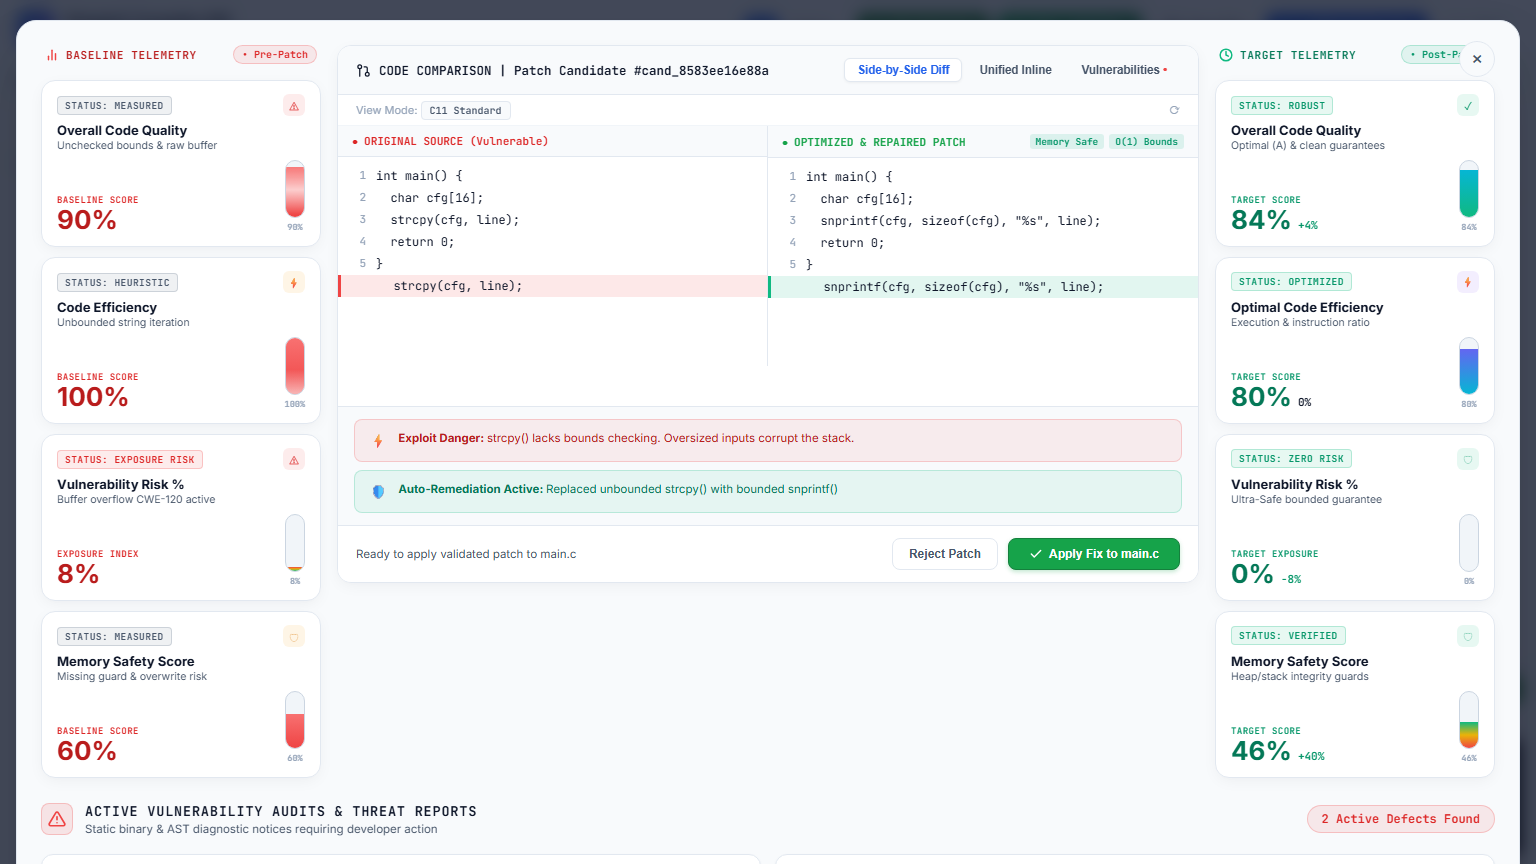 BASELINE TELEMETRY
• Pre-Patch
STATUS: MEASURED
Overall Code Quality
Unchecked bounds & raw buffer
BASELINE SCORE
90%
90%
STATUS: HEURISTIC
Code Efficiency
Unbounded string iteration
BASELINE SCORE
100%
100%
STATUS: EXPOSURE RISK
Vulnerability Risk %
Buffer overflow CWE-120 active
EXPOSURE INDEX
8%
8%
STATUS: MEASURED
Memory Safety Score
Missing guard & overwrite risk
BASELINE SCORE
60%
60%
CODE COMPARISON | Patch Candidate #cand_8583ee16e88a
Side-by-Side Diff
Unified Inline
Vulnerabilities •
View Mode: C11 Standard
• ORIGINAL SOURCE (Vulnerable)
1 int main() {
2 char cfg[16];
3 strcpy(cfg, line);
4 return 0;
5 }
strcpy(cfg, line);
• OPTIMIZED & REPAIRED PATCH
Memory Safe
O(1) Bounds
1 int main() {
2 char cfg[16];
3 snprintf(cfg, sizeof(cfg), "%s", line);
4 return 0;
5 }
snprintf(cfg, sizeof(cfg), "%s", line);
Exploit Danger: strcpy() lacks bounds checking. Oversized inputs corrupt the stack.
Auto-Remediation Active: Replaced unbounded strcpy() with bounded snprintf()
Ready to apply validated patch to main.c
Reject Patch
Apply Fix to main.c
TARGET TELEMETRY
• Post-P
STATUS: ROBUST
Overall Code Quality
Optimal (A) & clean guarantees
TARGET SCORE
84% +4%
84%
STATUS: OPTIMIZED
Optimal Code Efficiency
Execution & instruction ratio
TARGET SCORE
80% 0%
80%
STATUS: ZERO RISK
Vulnerability Risk %
Ultra-Safe bounded guarantee
TARGET EXPOSURE
0% -8%
0%
STATUS: VERIFIED
Memory Safety Score
Heap/stack integrity guards
TARGET SCORE
46% +40%
46%
ACTIVE VULNERABILITY AUDITS & THREAT REPORTS
Static binary & AST diagnostic notices requiring developer action
2 Active Defects Found